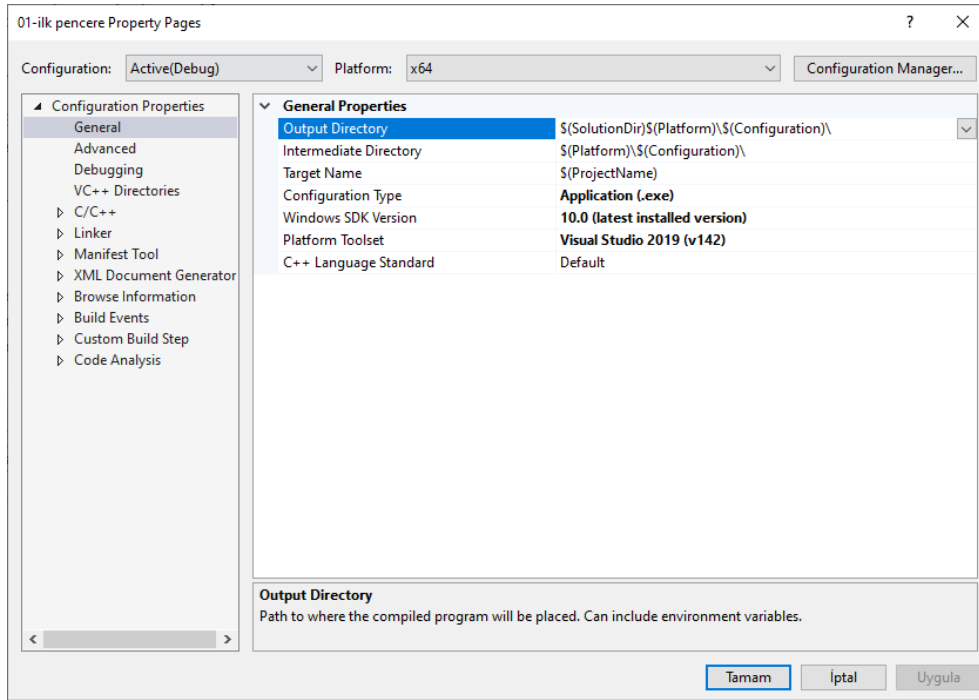 01-ilk pencere Property Pages
?
Configuration: Active(Debug) Platform: x64 Configuration Manager...
Configuration Properties
General
Advanced
Debugging
VC++ Directories
C/C++
Linker
Manifest Tool
XML Document Generator
Browse Information
Build Events
Custom Build Step
Code Analysis
General Properties
Output Directory $(SolutionDir)$(Platform)\$(Configuration)\
Intermediate Directory $(Platform)\$(Configuration)\
Target Name $(ProjectName)
Configuration Type Application (.exe)
Windows SDK Version 10.0 (latest installed version)
Platform Toolset Visual Studio 2019 (v142)
C++ Language Standard Default
Output Directory
Path to where the compiled program will be placed. Can include environment variables.
Tamam İptal Uygula